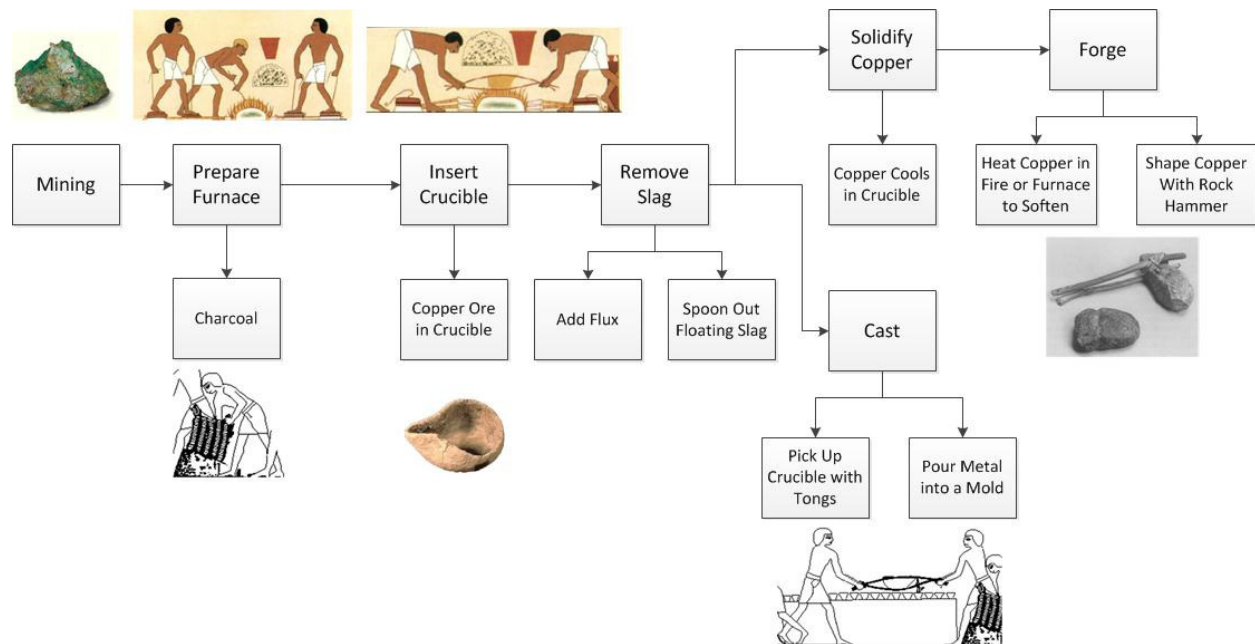 Mining
Prepare
Furnace
Insert
Crucible
Remove
Slag
Solidify
Copper
Forge
Charcoal
Copper Ore
in Crucible
Add Flux
Spoon Out
Floating Slag
Copper Cools
in Crucible
Heat Copper in
Fire or Furnace
to Soften
Shape Copper
With Rock
Hammer
Cast
Pick Up
Crucible with
Tongs
Pour Metal
into a Mold